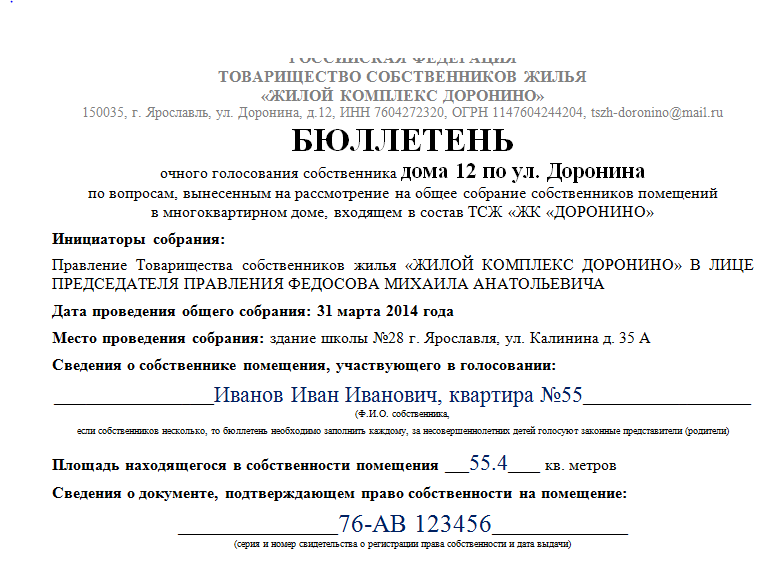 РОССИЙСКАЯ ФЕДЕРАЦИЯ
ТОВАРИЩЕСТВО СОБСТВЕННИКОВ ЖИЛЬЯ
«ЖИЛОЙ КОМПЛЕКС ДОРОНИНО»
150035, г. Ярославль, ул. Доронина, д.12, ИНН 7604272320, ОГРН 1147604244204, tszh-doronino@mail.ru
БЮЛЛЕТЕНЬ
очного голосования собственника дома 12 по ул. Доронина
по вопросам, вынесенным на рассмотрение на общее собрание собственников помещений
в многоквартирном доме, входящем в состав ТСЖ «ЖК «ДОРОНИНО»
Инициаторы собрания:
Правление Товарищества собственников жилья «ЖИЛОЙ КОМПЛЕКС ДОРОНИНО» В ЛИЦЕ
ПРЕДСЕДАТЕЛЯ ПРАВЛЕНИЯ ФЕДОСОВА МИХАИЛА АНАТОЛЬЕВИЧА
Дата проведения общего собрания: 31 марта 2014 года
Место проведения собрания: здание школы №28 г. Ярославля, ул. Калинина д. 35 А
Сведения о собственнике помещения, участвующего в голосовании:
________________Иванов Иван Иванович, квартира №55________________
(Ф.И.О. собственника,
если собственников несколько, то бюллетень необходимо заполнить каждому, за несовершеннолетних детей голосуют законные представители (родители)
Площадь находящегося в собственности помещения ___55.4____ кв. метров
Сведения о документе, подтверждающем право собственности на помещение:
________________76-АВ 123456______________
(серия и номер свидетельства о регистрации права собственности и дата выдачи)